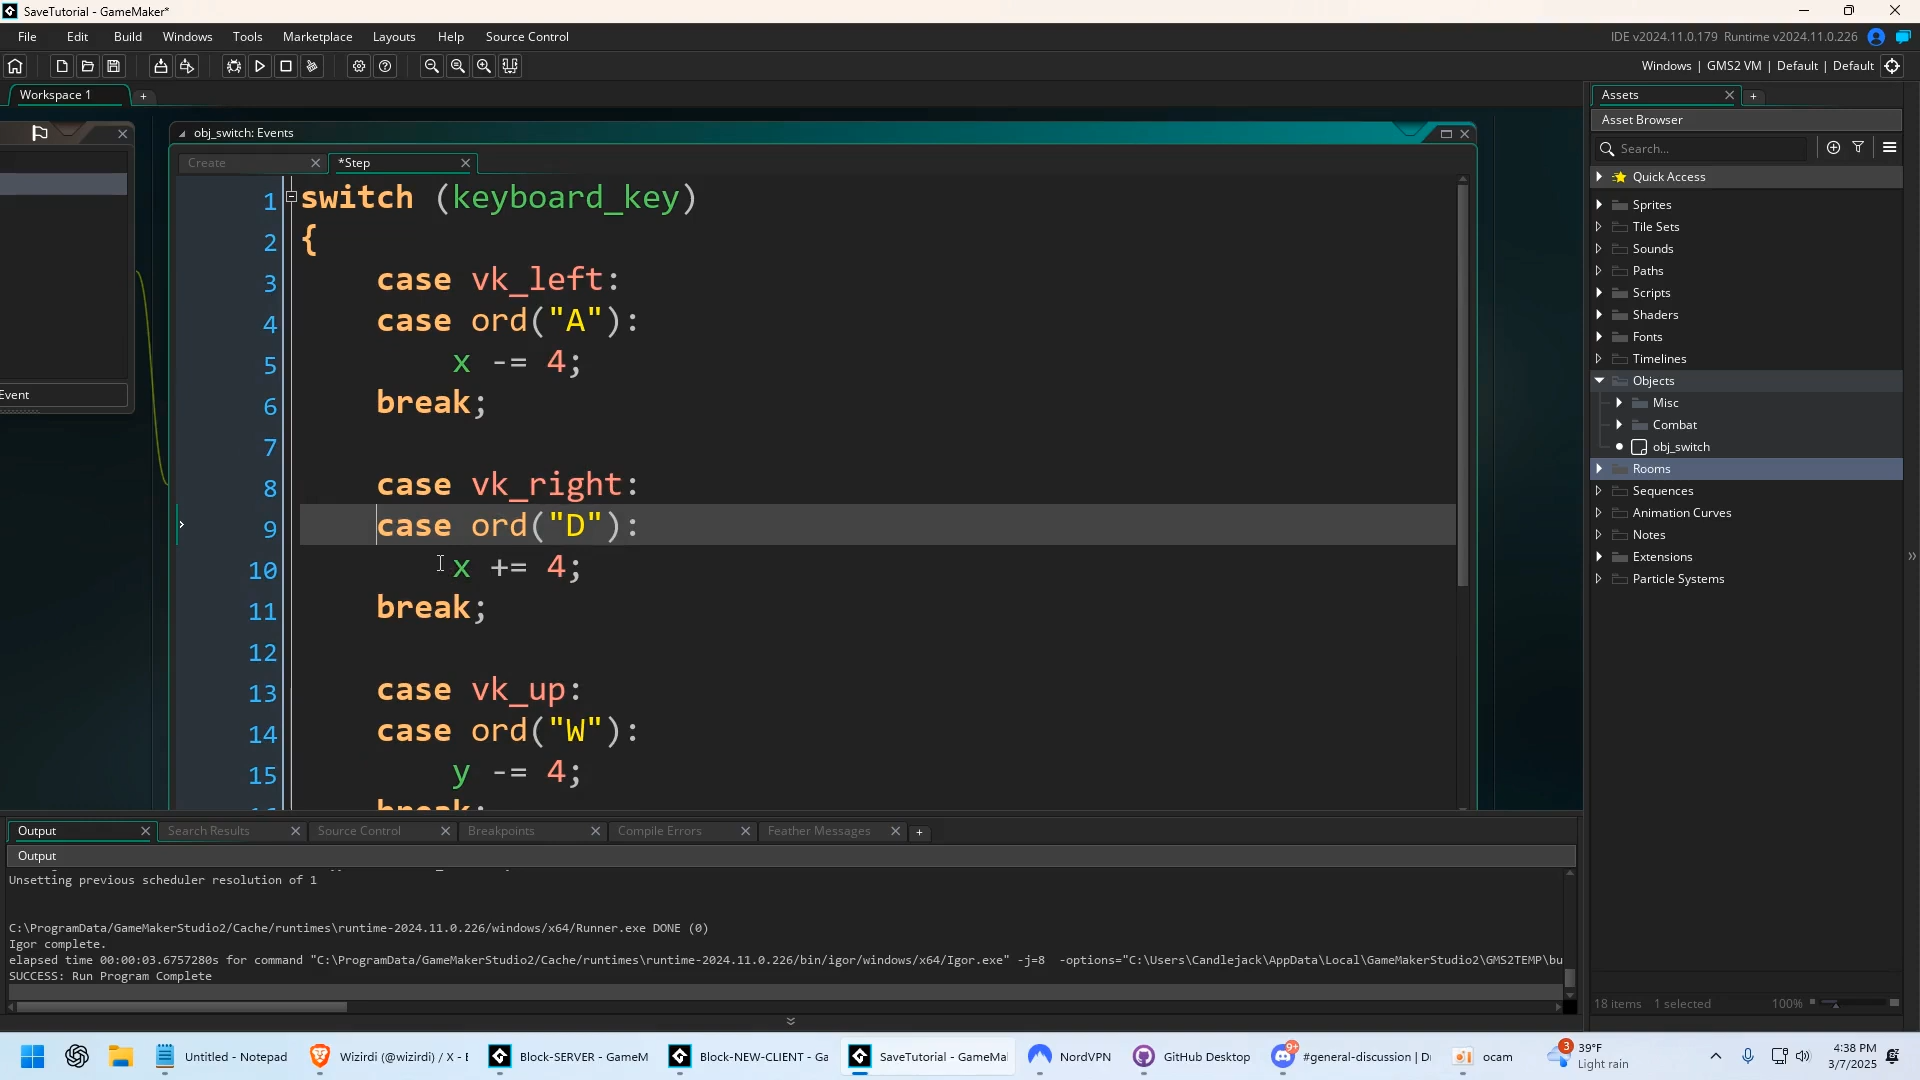 SaveTutorial - GameMaker*
File Edit Build Windows Tools Marketplace Layouts Help Source Control
IDE v2024.11.0.179 Runtime v2024.11.0.226
Windows | GMS2 VM | Default | Default
Workspace 1
obj_switch: Events
Create
*Step
Event
1 switch (keyboard_key)
2 {
3 case vk_left:
4 case ord("A"):
5 x -= 4;
6 break;
7
8 case vk_right:
9 case ord("D"):
10 x += 4;
11 break;
12
13 case vk_up:
14 case ord("W"):
15 y -= 4;
break;
Assets
Asset Browser
Search...
Quick Access
Sprites
Tile Sets
Sounds
Paths
Scripts
Shaders
Fonts
Timelines
Objects
Misc
Combat
obj_switch
Rooms
Sequences
Animation Curves
Notes
Extensions
Particle Systems
18 items 1 selected 100%
Output Search Results Source Control Breakpoints Compile Errors Feather Messages
Output
Unsetting previous scheduler resolution of 1
C:\ProgramData/GameMakerStudio2/Cache/runtimes\runtime-2024.11.0.226/windows/x64/Runner.exe DONE (0)
Igor complete.
elapsed time 00:00:03.6757280s for command "C:\ProgramData/GameMakerStudio2/Cache/runtimes\runtime-2024.11.0.226/bin/igor/windows/x64/Igor.exe" -j=8 -options="C:\Users\Candlejack\AppData\Local\GameMakerStudio2\GMS2TEMP\bu
SUCCESS: Run Program Complete
Untitled - Notepad
Wizirdi (@wizirdi) / X - E
Block-SERVER - GameM
Block-NEW-CLIENT - Ga
SaveTutorial - GameMal
NordVPN
GitHub Desktop
9+
#general-discussion | D
ocam
3
39°F
Light rain
4:38 PM
3/7/2025